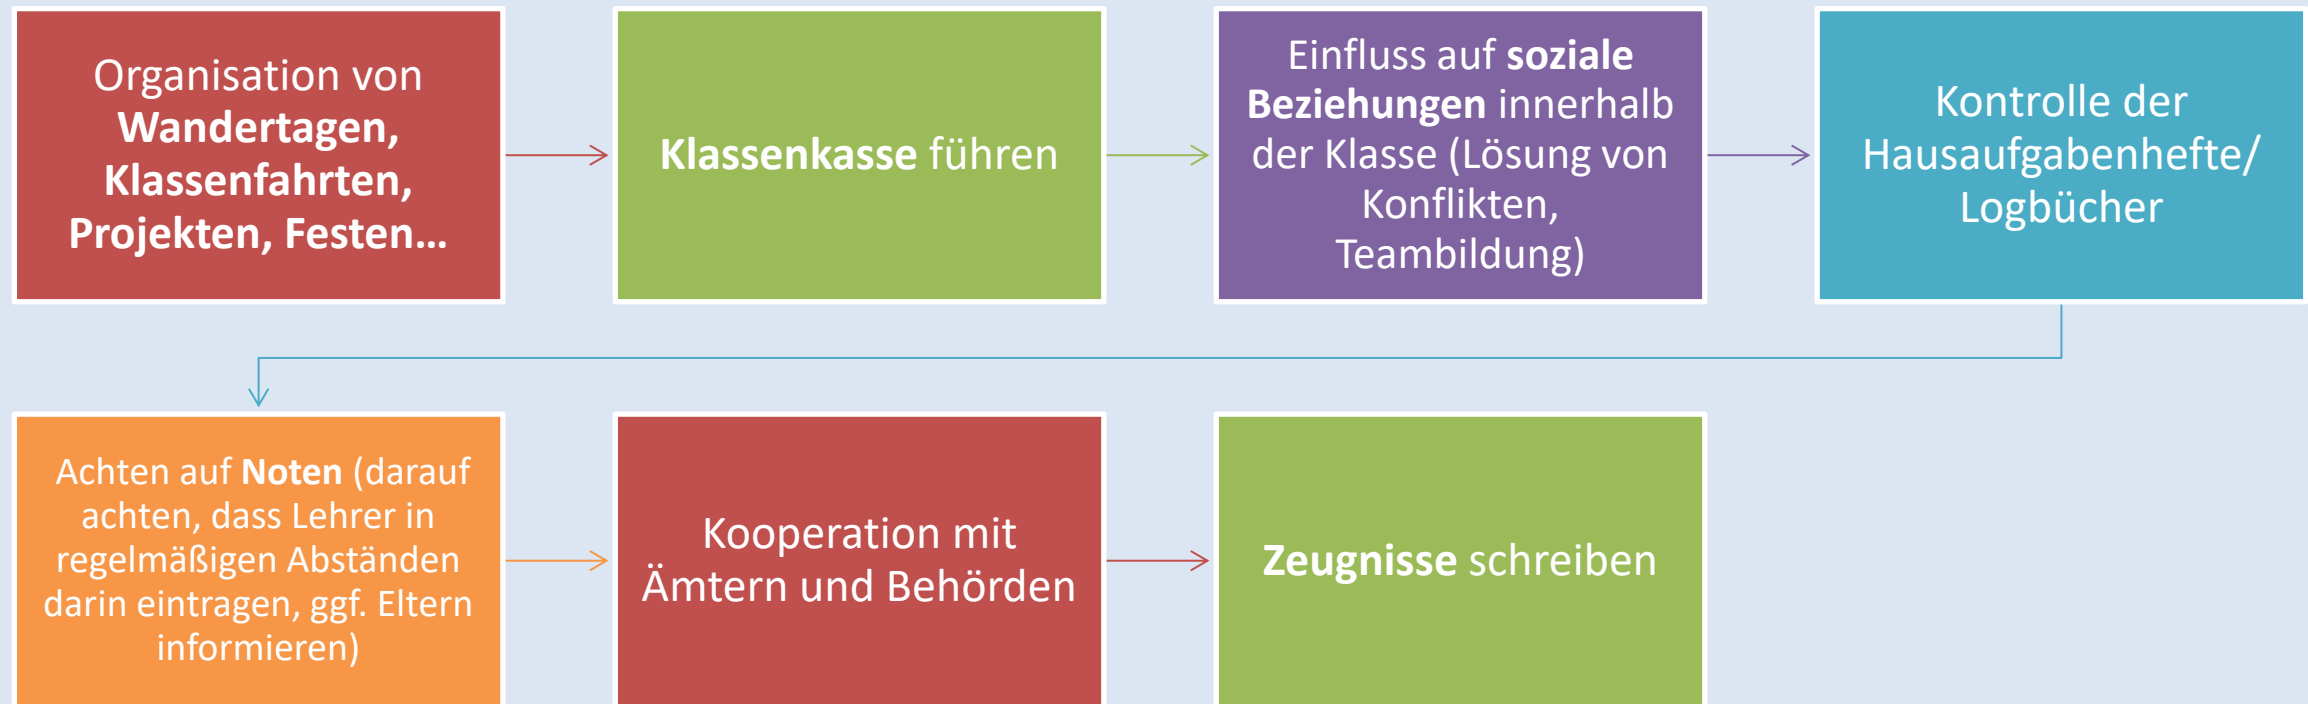 Organisation von
Wandertagen,
Klassenfahrten,
Projekten, Festen…
Klassenkasse führen
Einfluss auf soziale
Beziehungen innerhalb
der Klasse (Lösung von
Konflikten,
Teambildung)
Kontrolle der
Hausaufgabenhefte/
Logbücher
Achten auf Noten (darauf
achten, dass Lehrer in
regelmäßigen Abständen
darin eintragen, ggf. Eltern
informieren)
Kooperation mit
Ämtern und Behörden
Zeugnisse schreiben